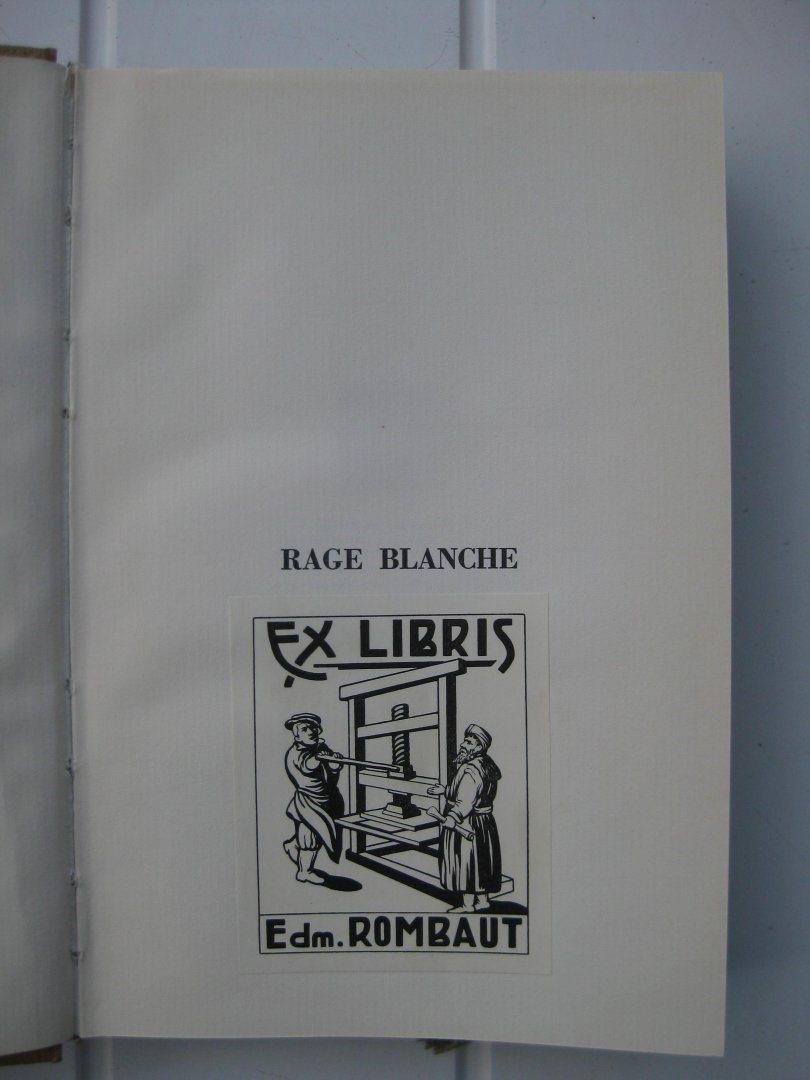 RAGE BLANCHE
EX LIBRIS
Edm. ROMBAUT